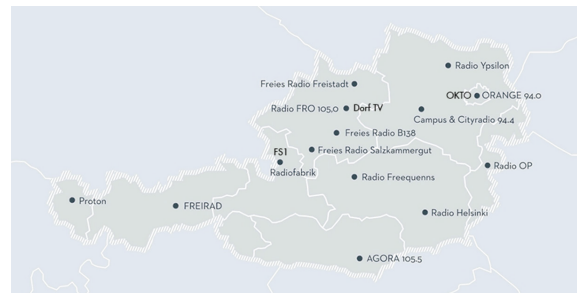 Radio Ypsilon
Freies Radio Freistadt
OKTO ORANGE 94.0
Radio FRO 105,0 Dorf TV
Campus & Cityradio 94.4
Freies Radio B138
FS1
Freies Radio Salzkammergut
Radiofabrik
Radio OP
Radio Freequenns
Proton
FREIRAD
Radio Helsinki
AGORA 105.5